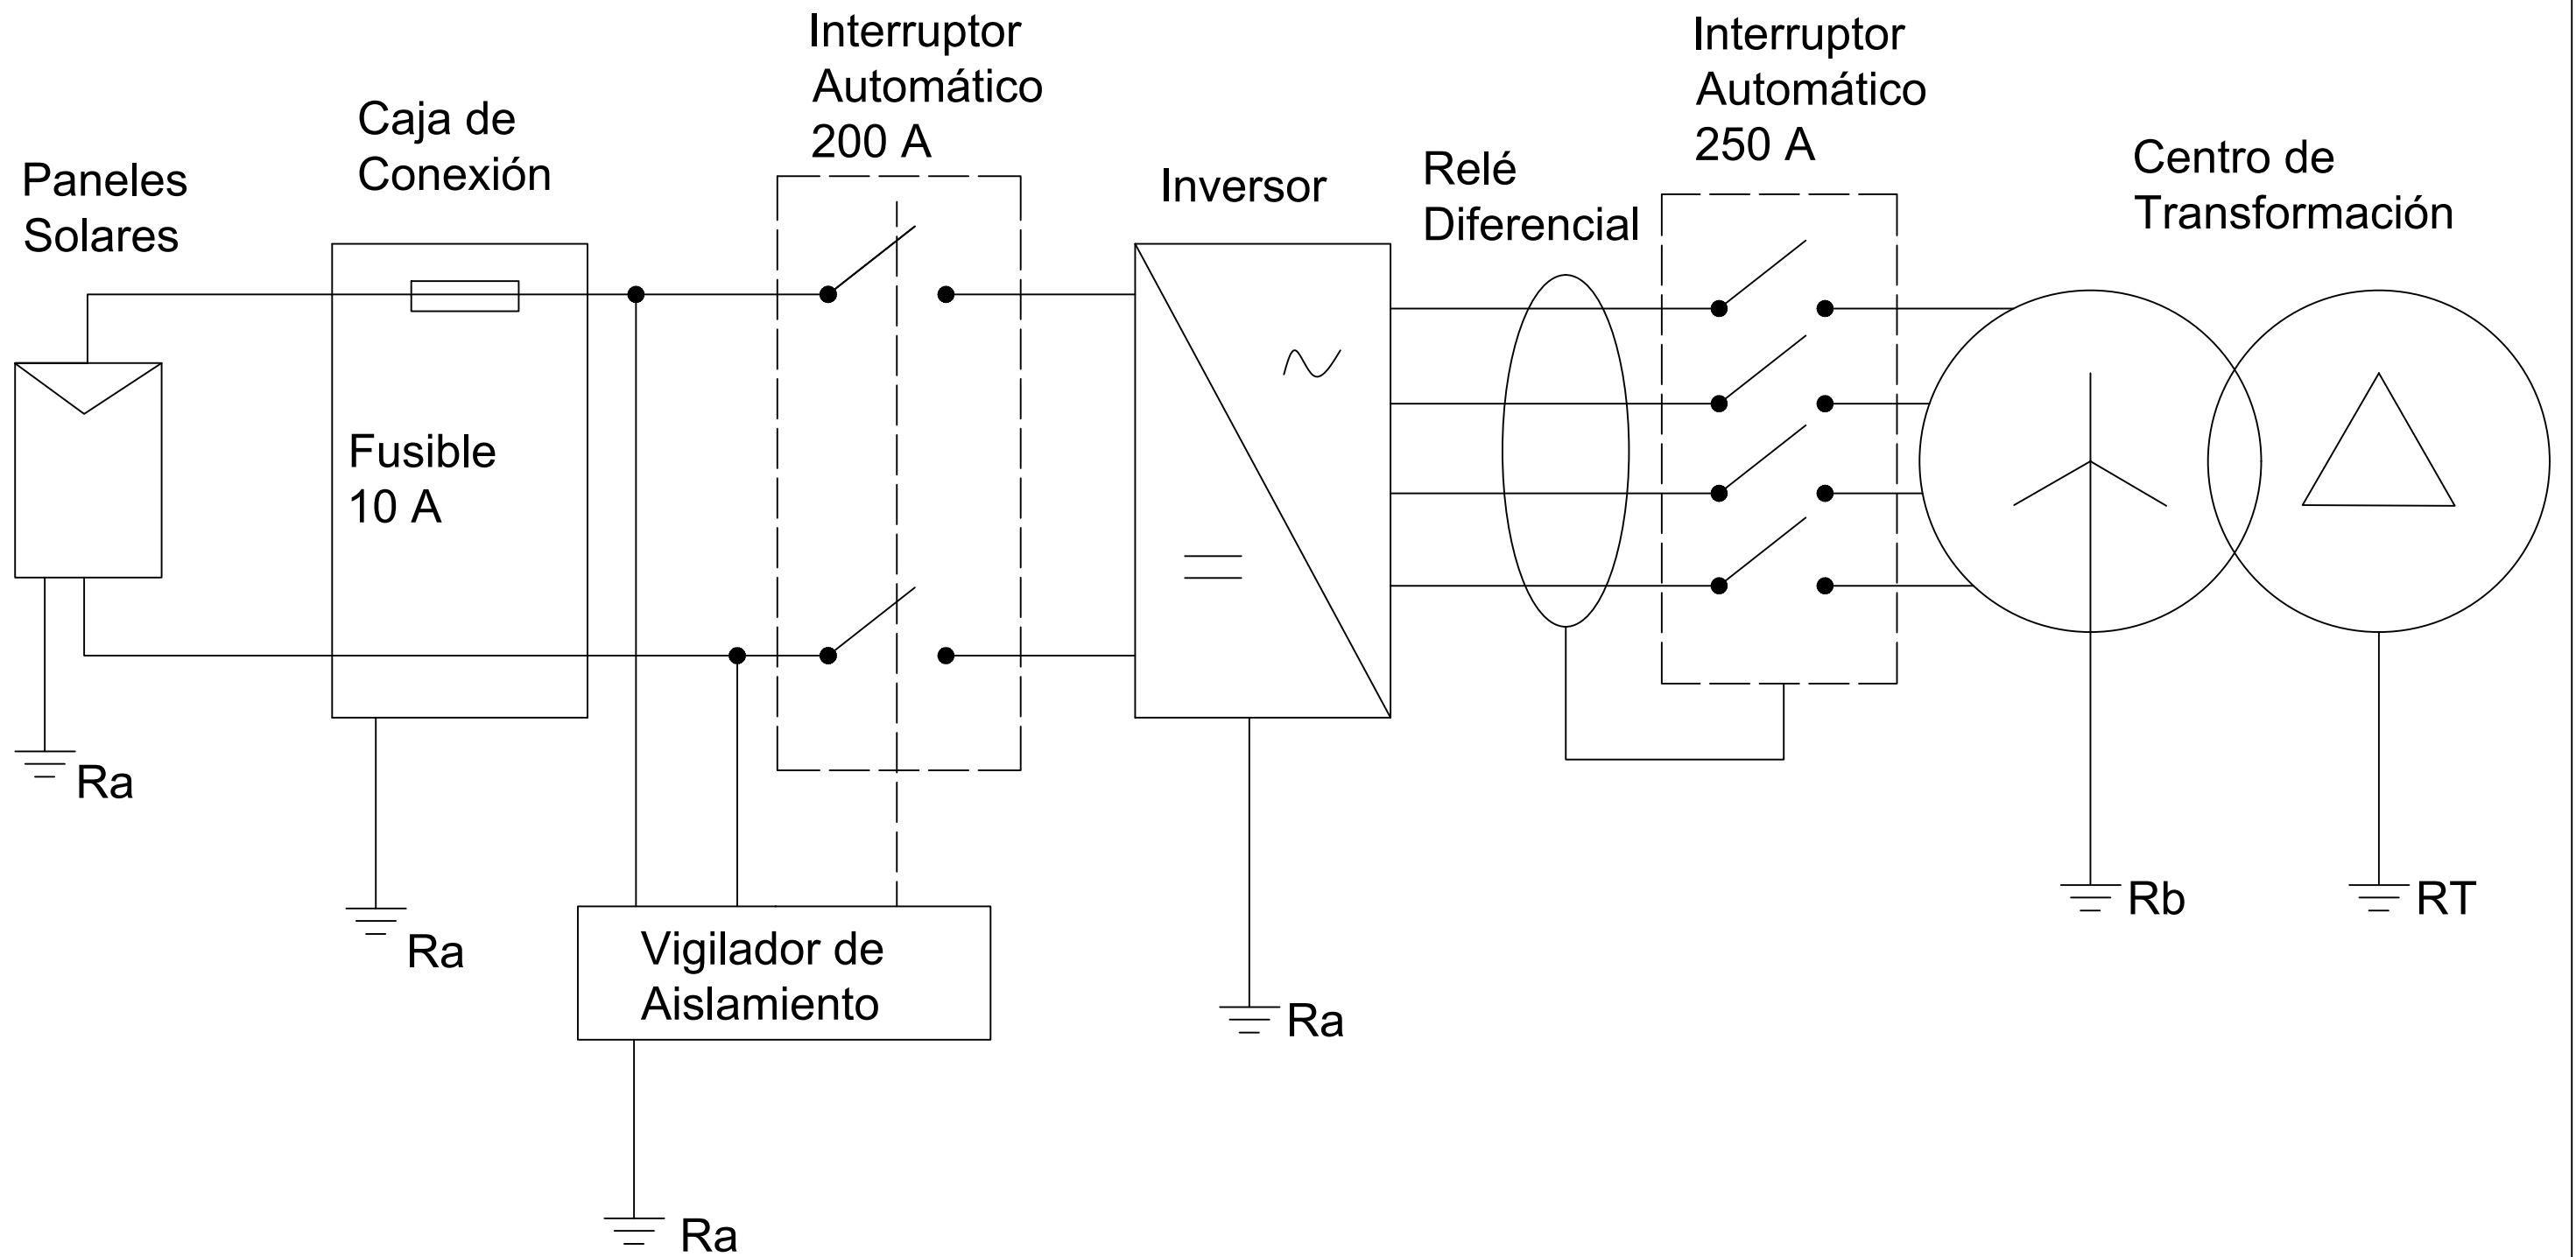 Paneles
Solares
Caja de
Conexión
Fusible
10 A
Interruptor
Automático
200 A
Inversor
Relé
Diferencial
Interruptor
Automático
250 A
Centro de
Transformación
Ra
Ra
Vigilador de
Aislamiento
Ra
Ra
Rb
RT